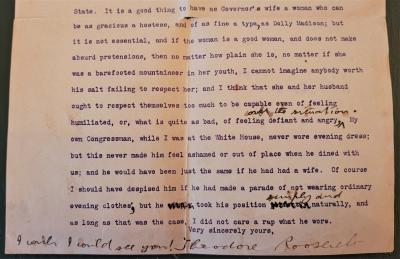 State. It is a good thing to have as Governor's wife a woman who can
be as gracious a hostess, and of as fine a type, as Dolly Madison; but
it is not essential, and if the woman is a good woman, and does not make
absurd pretensions, then no matter how plain she is, no matter if she
was a barefooted mountaineer in her youth, I cannot imagine anybody worth
his salt failing to respect her; and I think that she and her husband
ought to respect themselves too much to be capable even of feeling
over the situation.
humiliated, or, what is quite as bad, of feeling defiant and angry, My
own Congressman, while I was at the White House, never wore evening dress;
but this never made him feel ashamed or out of place when he dined with
us; and he would have been just the same if he had had a wife. Of course
I should have despised him if he had made a parade of not wearing ordinary
simply and
evening clothes, but he took his position naturally, and
as long as that was the case, I did not care a rap what he wore.
Very sincerely yours,
I wish I could see you! Theodore Roosevelt